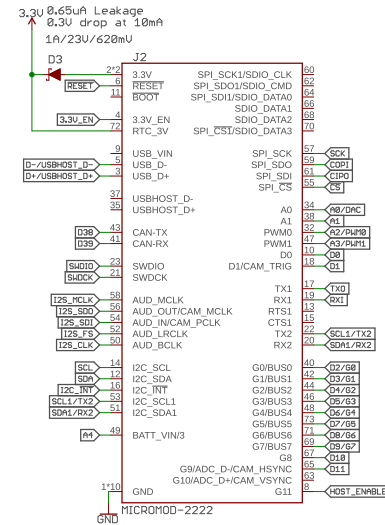 3.3V 0.65uA Leakage
0.3V drop at 10mA
1A/23V/620mV
D3
J2
2*2 3.3V SPI_SCK1/SDIO_CLK 60
RESET 6 RESET SPI_SDO1/SDIO_CMD 62
11 BOOT SPI_SDI1/SDIO_DATA0 64
SDIO_DATA1 66
3.3V_EN 4 3.3V_EN SDIO_DATA2 68
72 RTC_3V SPI_CS1/SDIO_DATA3 70
9 USB_VIN SPI_SCK 57 SCK
D-/USBHOST_D- 5 USB_D- SPI_SDO 59 COPI
D+/USBHOST_D+ 3 USB_D+ SPI_SDI 61 CIPO
SPI_CS 55 CS
37 USBHOST_D-
35 USBHOST_D+ A0 34 A0/DAC
A1 38 A1
D38 43 CAN-TX PWM0 32 A2/PWM0
D39 41 CAN-RX PWM1 47 A3/PWM1
D0 10 D0
SWDIO 23 SWDIO D1/CAM_TRIG 18 D1
SWDCK 21 SWDCK
TX1 17 TXO
I2S_MCLK 58 AUD_MCLK RX1 19 RXI
I2S_SDO 56 AUD_OUT/CAM_MCLK RTS1 13
I2S_SDI 54 AUD_IN/CAM_PCLK CTS1 15
I2S_FS 52 AUD_LRCLK TX2 22 SCL1/TX2
I2S_CLK 50 AUD_BCLK RX2 20 SDA1/RX2
SCL 14 I2C_SCL G0/BUS0 40 D2/G0
SDA 12 I2C_SDA G1/BUS1 42 D3/G1
I2C_INT 16 I2C_INT G2/BUS2 44 D4/G2
SCL1/TX2 53 I2C_SCL1 G3/BUS3 46 D5/G3
SDA1/RX2 51 I2C_SDA1 G4/BUS4 48 D6/G4
G5/BUS5 73 D7/G5
A4 49 BATT_VIN/3 G6/BUS6 71 D8/G6
G7/BUS7 69 D9/G7
G8 67 D10
G9/ADC_D-/CAM_HSYNC 65 D11
G10/ADC_D+/CAM_VSYNC 63
1*10 GND G11 8 HOST_ENABLE
GND
MICROMOD-2222